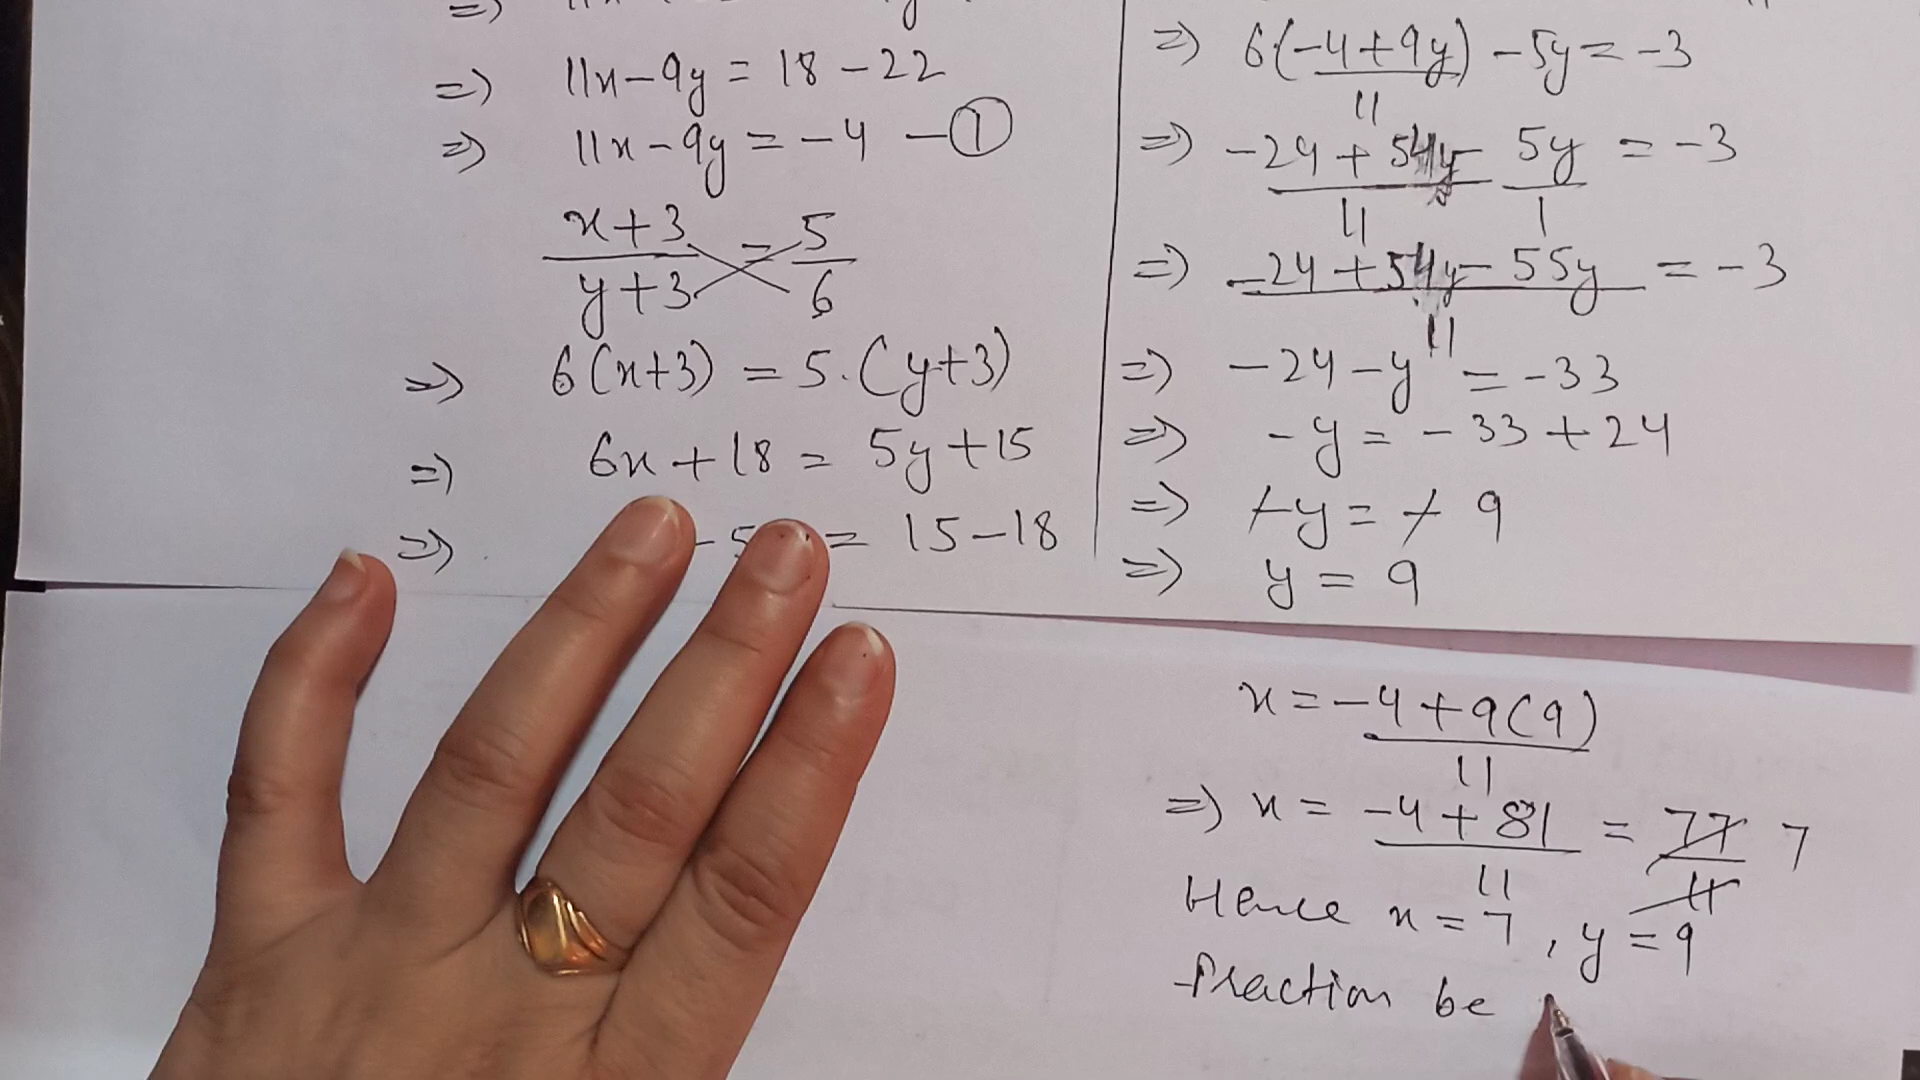 => 11x-9y = 18-22
=> 11x-9y = -4 -①
x+3 / y+3 = 5 / 6
=> 6(x+3) = 5.(y+3)
=> 6x+18 = 5y+15
=> -5 = 15-18
=> 6(-4+9y) / 11 -5y = -3
=> -24+54y / 11 - 5y / 1 = -3
=> -24+54y-55y / 11 = -3
=> -24-y = -33
=> -y = -33+24
=> -y = - 9
=> y = 9
x = -4+9(9) / 11
=> x = -4+81 / 11 = 77 / 11 7
Hence x = 7, y = 9
fraction be